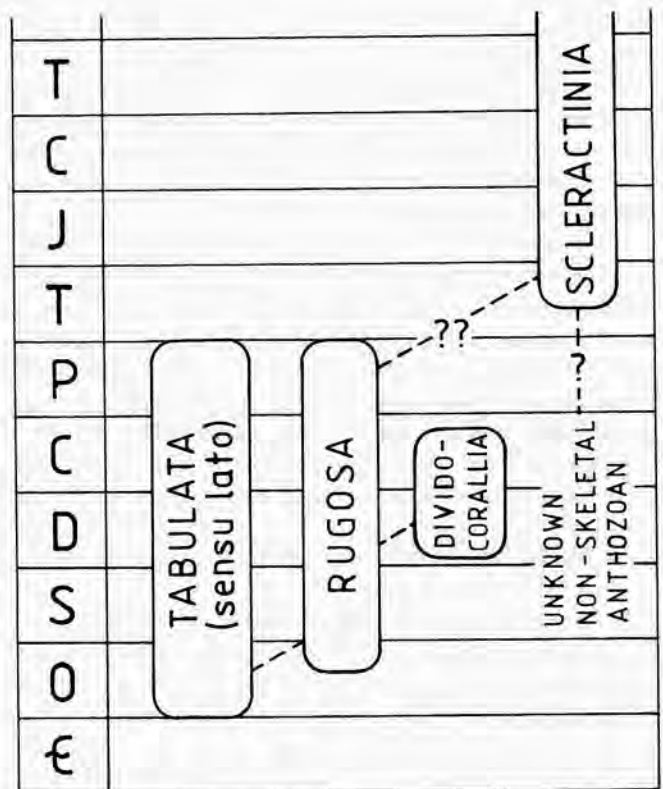 T
C
J
T
P
C
D
S
O
Ꞓ
TABULATA
(sensu lato)
RUGOSA
DIVIDO-
CORALLIA
UNKNOWN
NON-SKELETAL
ANTHOZOAN
?
??
SCLERACTINIA